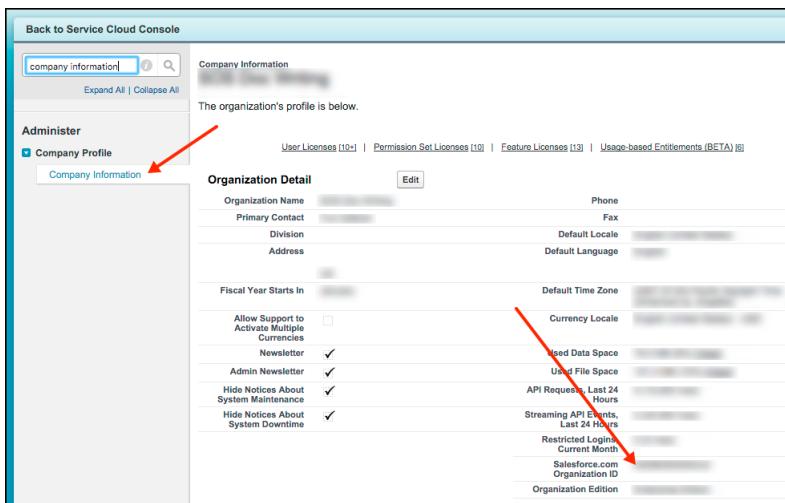 Back to Service Cloud Console
company information
Expand All | Collapse All
Administer
Company Profile
Company Information
Company Information
The organization's profile is below.
User Licenses [10+] | Permission Set Licenses [10] | Feature Licenses [13] | Usage-based Entitlements (BETA) [6]
Organization Detail Edit
Organization Name Phone
Primary Contact Fax
Division Default Locale
Address Default Language
Fiscal Year Starts In Default Time Zone
Allow Support to Activate Multiple Currencies Currency Locale
Newsletter Used Data Space
Admin Newsletter Used File Space
Hide Notices About System Maintenance API Requests, Last 24 Hours
Hide Notices About System Downtime Streaming API Events, Last 24 Hours
Restricted Logins, Current Month
Salesforce.com Organization ID
Organization Edition